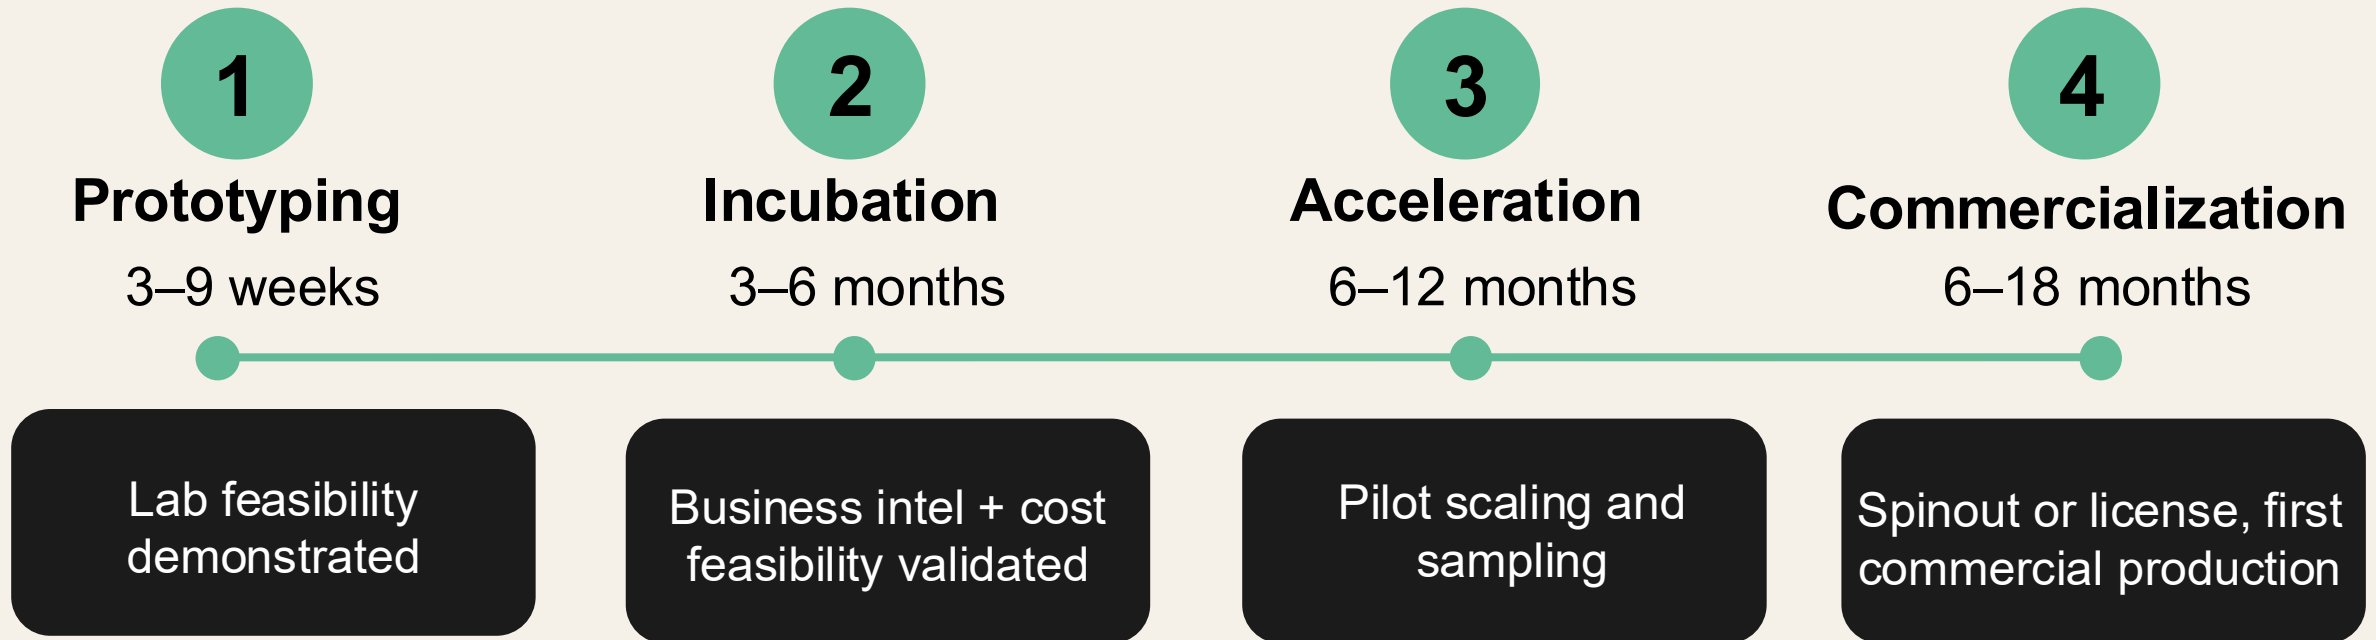 1
Prototyping
3–9 weeks
Lab feasibility
demonstrated
2
Incubation
3–6 months
Business intel + cost
feasibility validated
3
Acceleration
6–12 months
Pilot scaling and
sampling
4
Commercialization
6–18 months
Spinout or license, first
commercial production